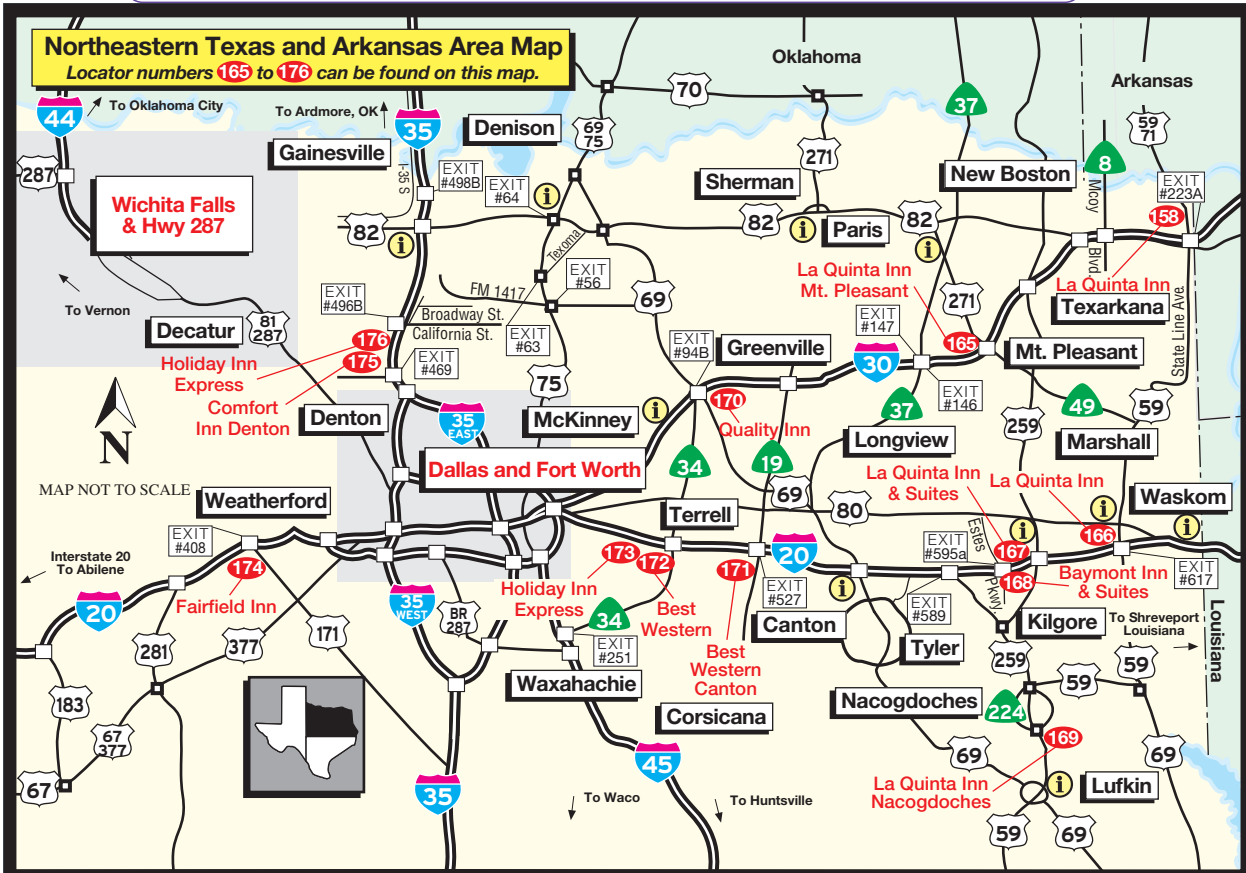 Northeastern Texas and Arkansas Area Map
Locator numbers 165 to 176 can be found on this map.
Oklahoma
Arkansas
44
To Oklahoma City
To Ardmore, OK
35
Denison
69
75
70
37
59
71
271
8
287
Gainesville
I-35 S
EXIT
#498B
EXIT
#64
i
Sherman
New Boston
Mcoy
Blvd
EXIT
#223A
158
Wichita Falls
& Hwy 287
82
i
Texoma
82
i
Paris
82
i
La Quinta Inn
Texarkana
To Vernon
EXIT
#56
FM 1417
69
La Quinta Inn
Mt. Pleasant
271
State Line Ave.
Decatur
81
287
EXIT
#496B
Broadway St.
California St.
EXIT
#63
EXIT
#147
165
176
175
Holiday Inn
Express
Comfort
Inn Denton
EXIT
#469
EXIT
#94B
Greenville
30
Mt. Pleasant
EXIT
#146
N
MAP NOT TO SCALE
Denton
35
EAST
75
McKinney
i
170
Quality Inn
37
Longview
259
49
59
Marshall
Dallas and Fort Worth
34
19
69
La Quinta Inn
& Suites
La Quinta Inn
Weatherford
80
i
Waskom
i
Terrell
EXIT
#408
Interstate 20
To Abilene
174
Fairfield Inn
20
173
172
171
Holiday Inn
Express
Best
Western
EXIT
#527
20
i
Estes
Pkwy.
EXIT
#595a
167
i
166
168
Baymont Inn
& Suites
EXIT
#617
35
WEST
BR
287
34
EXIT
#251
Best
Western
Canton
Canton
EXIT
#589
Tyler
Kilgore
To Shreveport
Louisiana
Louisiana
281
377
171
Waxahachie
Corsicana
Nacogdoches
259
59
59
224
183
67
377
67
45
69
169
69
La Quinta Inn
Nacogdoches
i
Lufkin
35
To Waco
To Huntsville
59
69